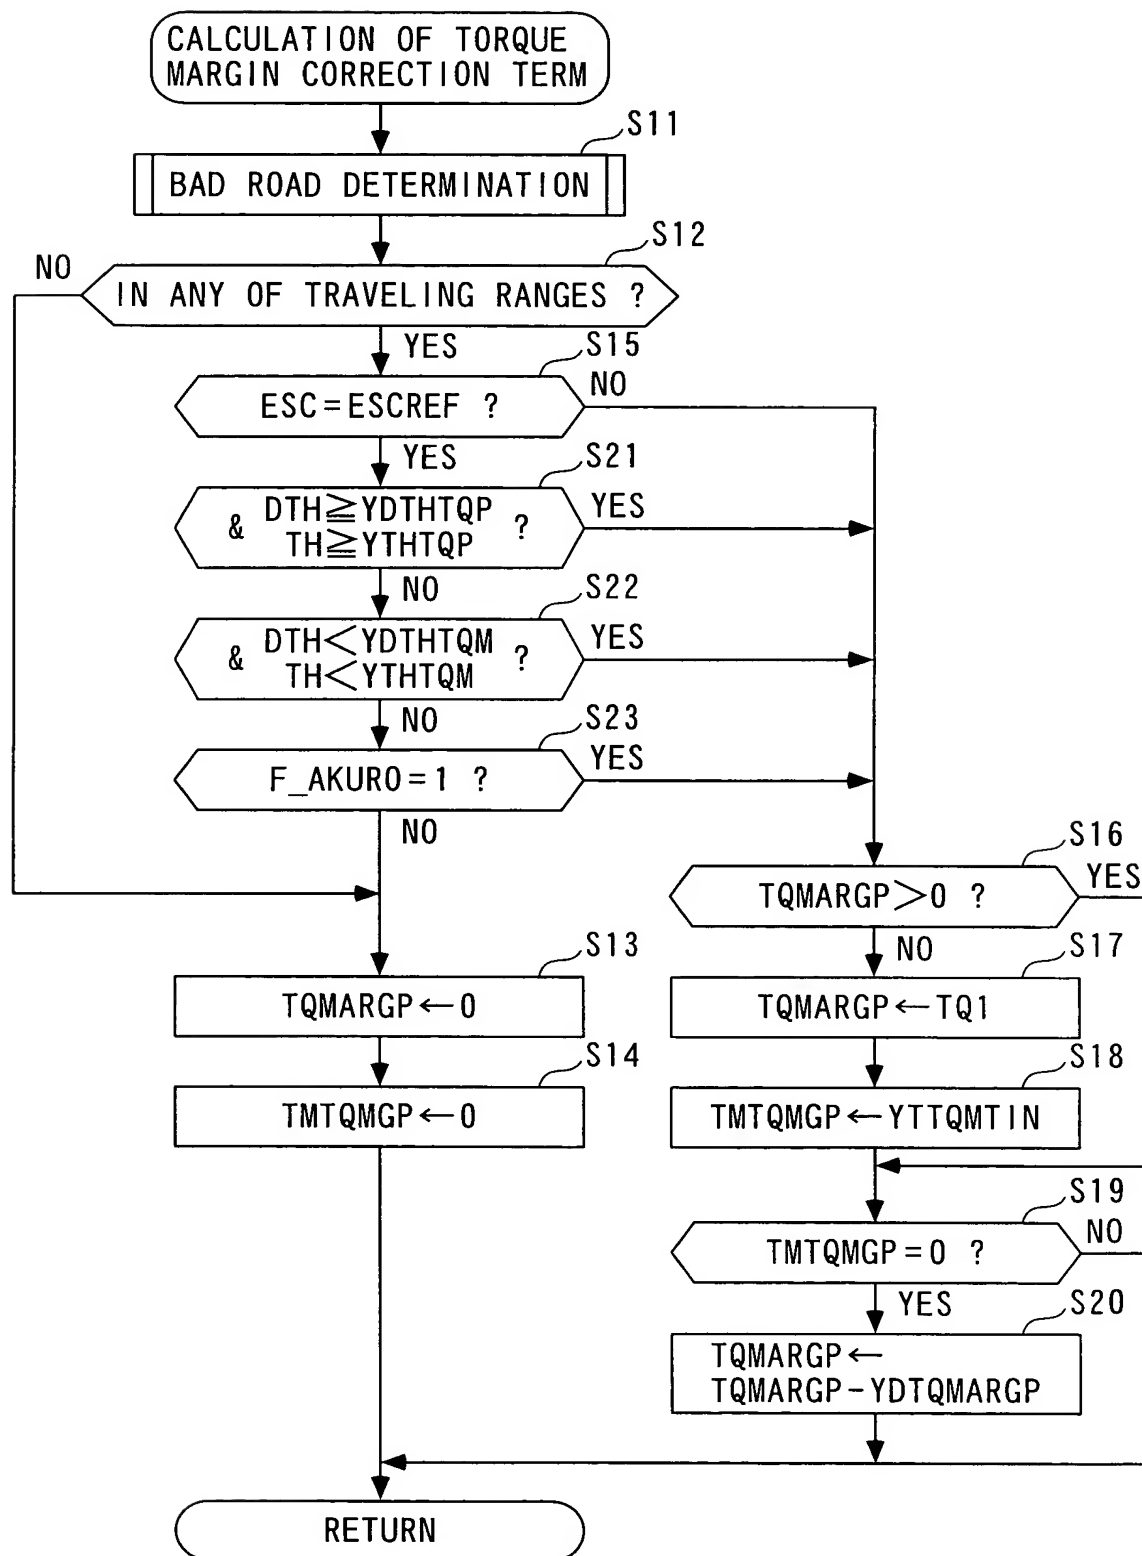 CALCULATION OF TORQUE
MARGIN CORRECTION TERM
S11
BAD ROAD DETERMINATION
S12
NO
IN ANY OF TRAVELING RANGES ?
YES
S15
NO
ESC=ESCREF ?
YES
S21
DTH≧YDTHTQP
& ?
TH≧YTHTQP
YES
NO
S22
DTH<YDTHTQM
& ?
TH<YTHTQM
YES
NO
S23
YES
F_AKURO=1 ?
NO
S16
YES
TQMARGP>0 ?
NO
S13
TQMARGP←0
S17
TQMARGP←TQ1
S14
TMTQMGP←0
S18
TMTQMGP←YTTQMTIN
S19
NO
TMTQMGP=0 ?
YES
S20
TQMARGP←
TQMARGP-YDTQMARGP
RETURN